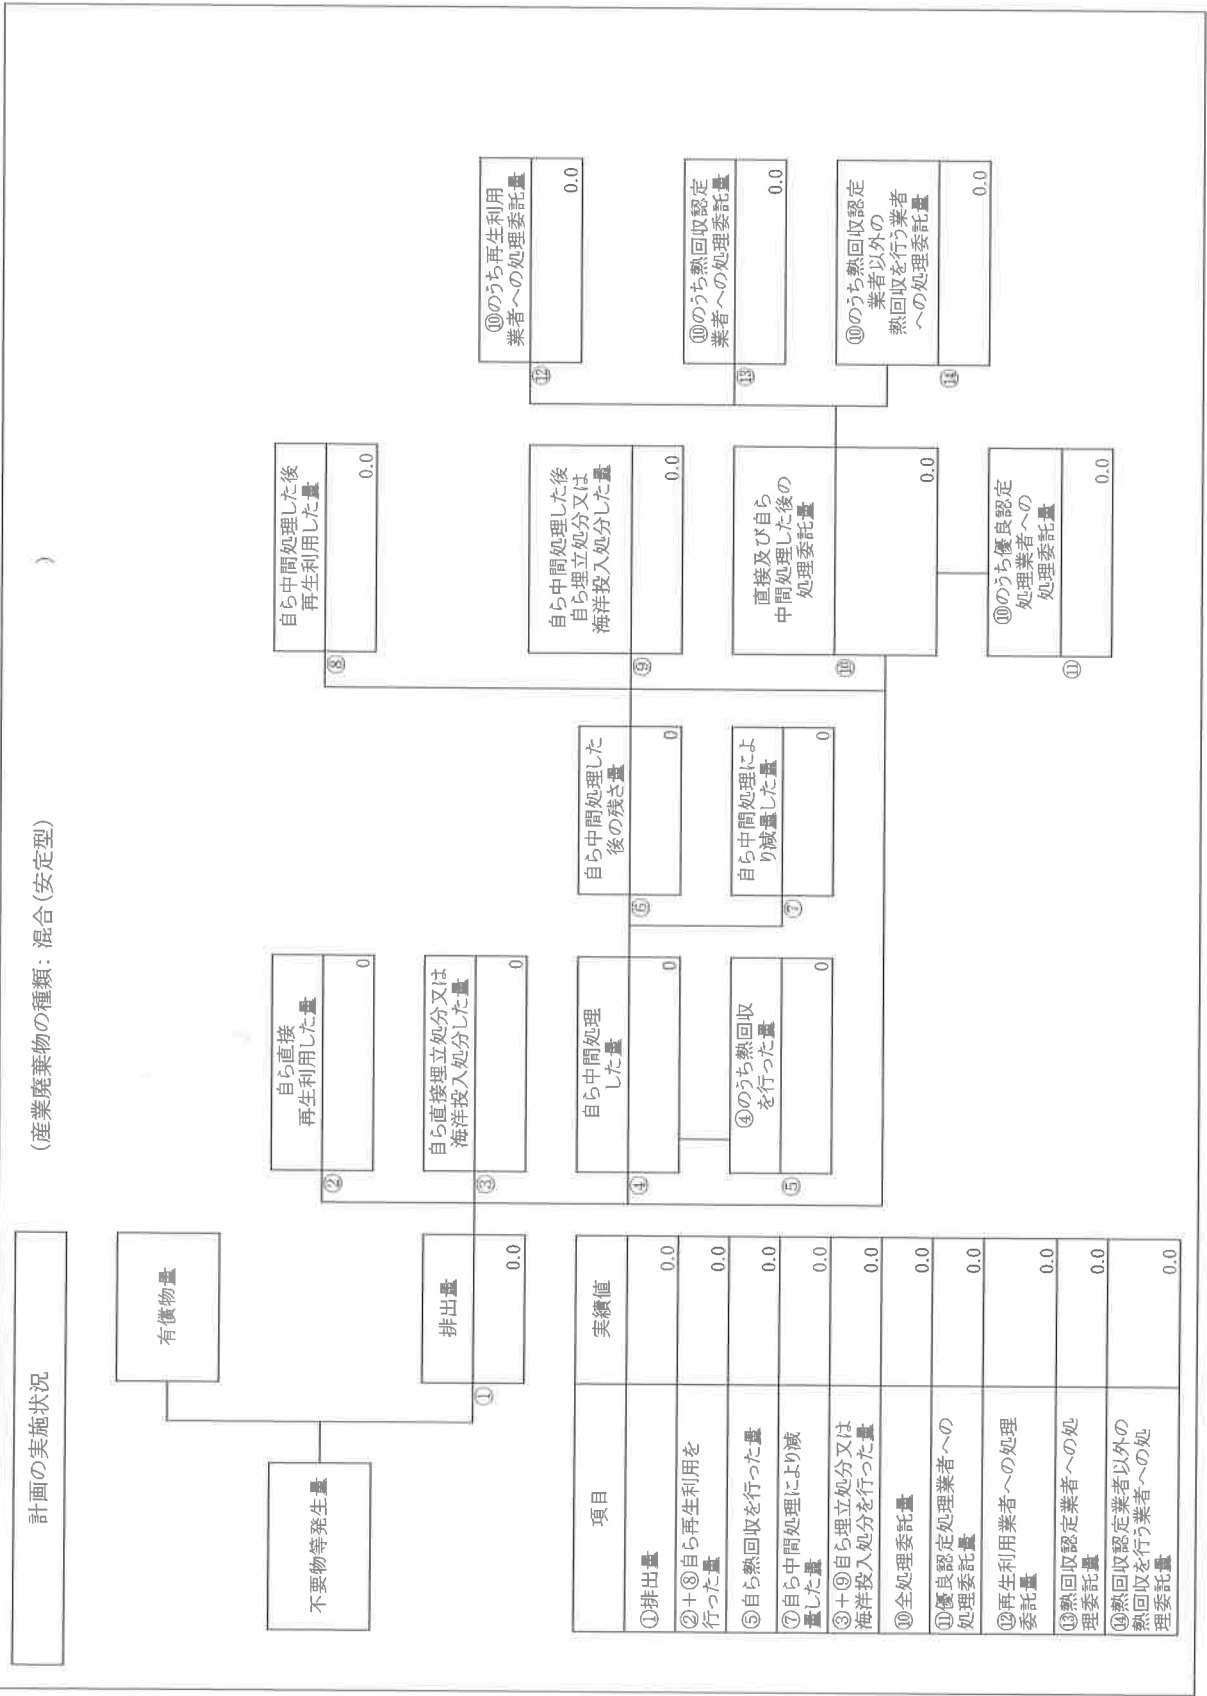 計画の実施状況
(産業廃棄物の種類：混合(安定型)
)
不要物等発生量
有償物量
①
排出量
0.0
②
自ら直接
再生利用した量
0
③
自ら直接埋立処分又は
海洋投入処分した量
0
④
自ら中間処理
した量
0
⑤
④のうち熱回収
を行った量
0
⑥
自ら中間処理した
後の残さ量
0
⑦
自ら中間処理によ
り減量した量
0
⑧
自ら中間処理した後
再生利用した量
0.0
⑨
自ら中間処理した後
自ら埋立処分又は
海洋投入処分した量
0.0
⑩
直接及び自ら
中間処理した後の
処理委託量
0.0
⑪
⑩のうち優良認定
処理業者への
処理委託量
0.0
⑫
⑩のうち再生利用
業者への処理委託量
0.0
⑬
⑩のうち熱回収認定
業者への処理委託量
0.0
⑭
⑩のうち熱回収認定
業者以外の
熱回収を行う業者
への処理委託量
0.0
項目 実績値
①排出量 0.0
②＋⑧自ら再生利用を
行った量 0.0
⑤自ら熱回収を行った量 0.0
⑦自ら中間処理により減
量した量 0.0
③＋⑨自ら埋立処分又は
海洋投入処分を行った量 0.0
⑩全処理委託量 0.0
⑪優良認定処理業者への
処理委託量 0.0
⑫再生利用業者への処理
委託量 0.0
⑬熱回収認定業者への処
理委託量 0.0
⑭熱回収認定業者以外の
熱回収を行う業者への処
理委託量 0.0